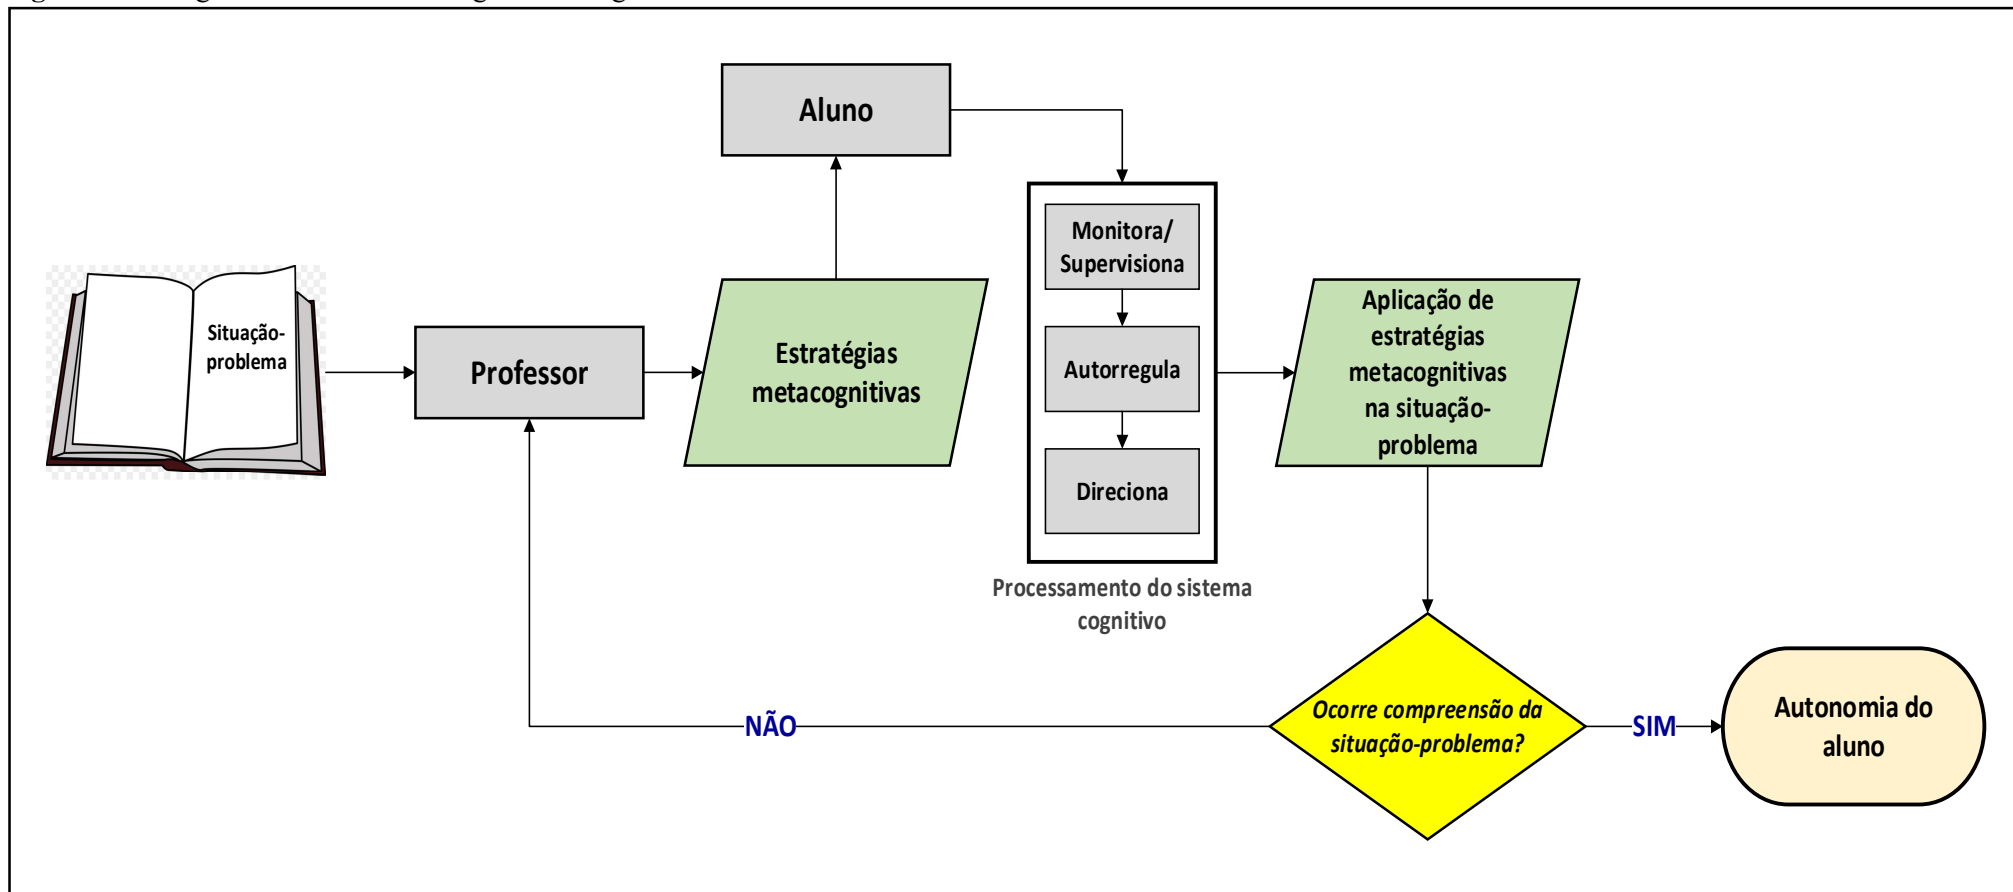 Aluno
Monitora/
Supervisiona
Situação-
problema
Professor
Estratégias
metacognitivas
Autorregula
Direciona
Aplicação de
estratégias
metacognitivas
na situação-
problema
Processamento do sistema
cognitivo
NÃO
Ocorre compreensão da
situação-problema?
SIM
Autonomia do
aluno